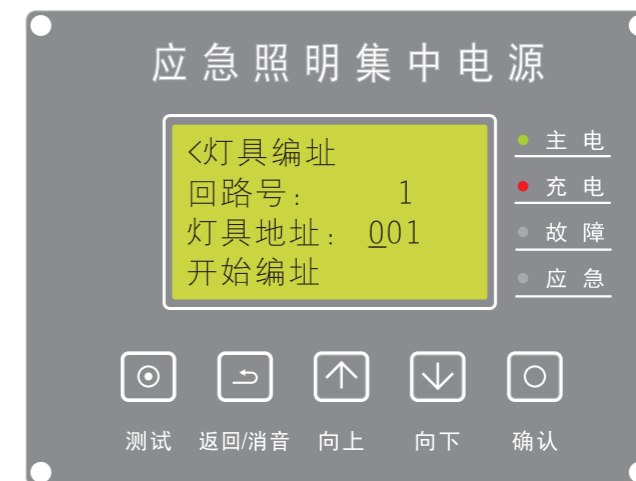 应急照明集中电源
<灯具编址
回路号: 1
灯具地址: 001
开始编址
主电
充电
故障
应急
测试 返回/消音 向上 向下 确认